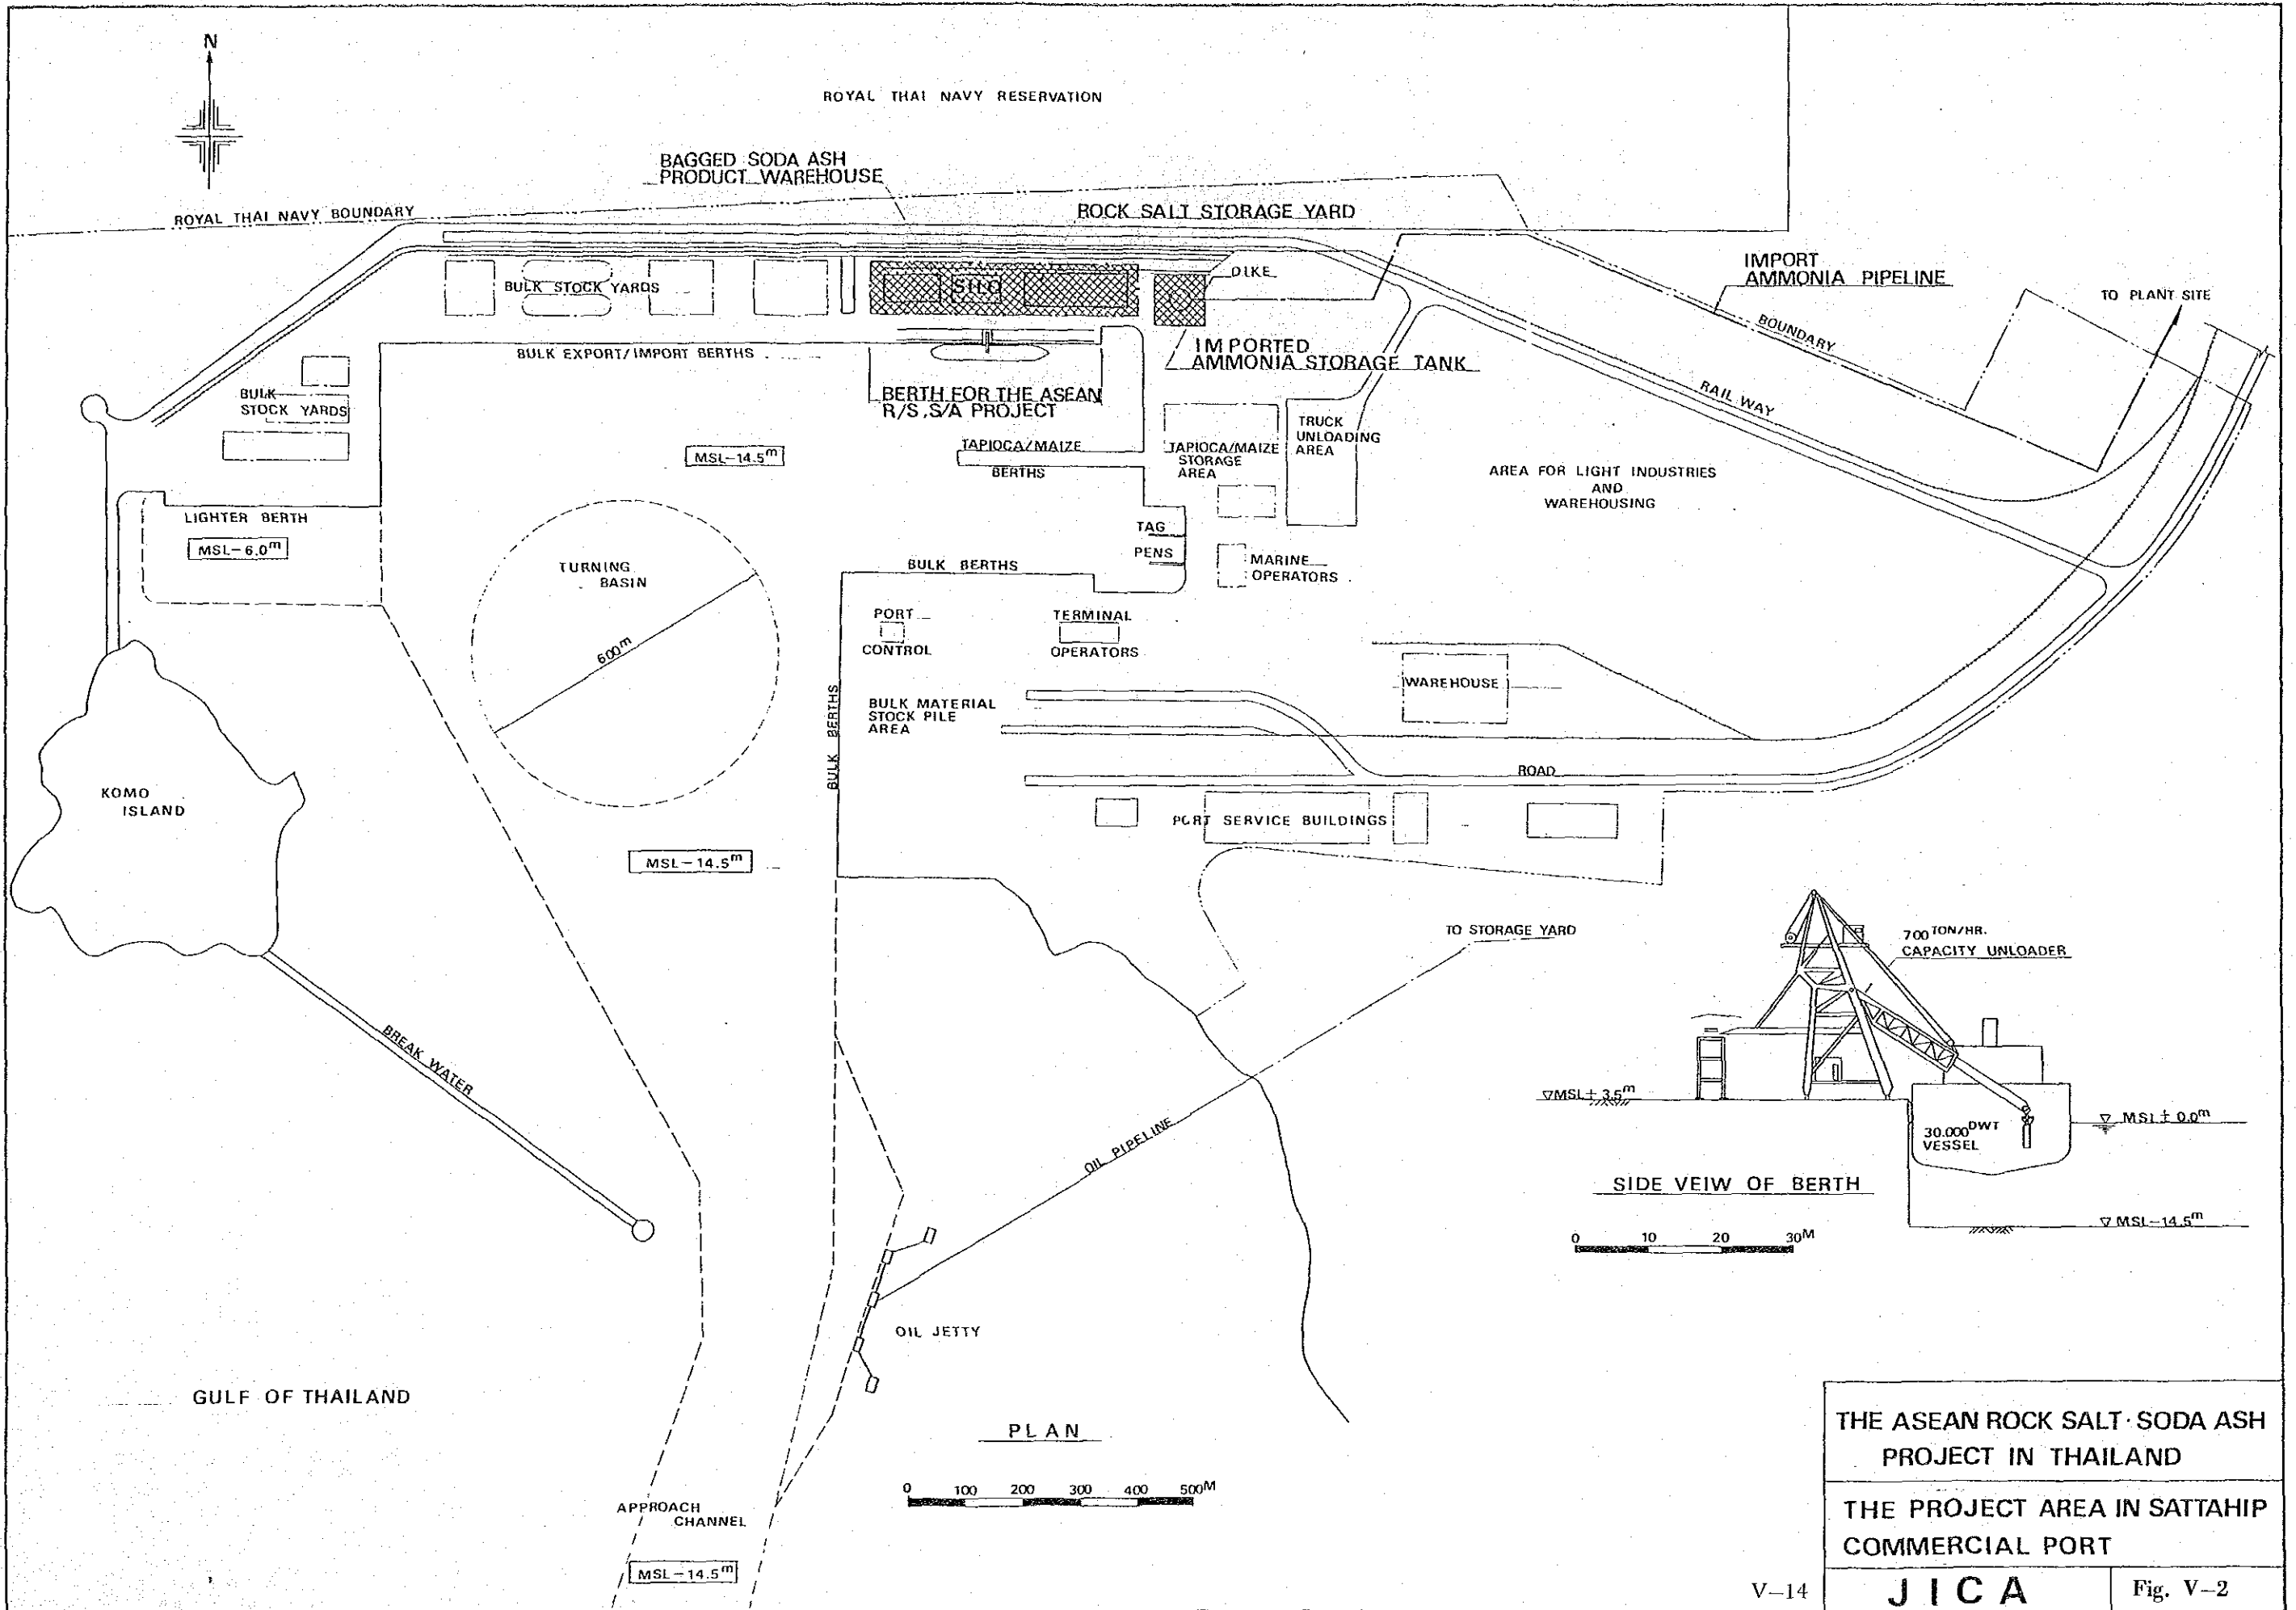 N
ROYAL THAI NAVY RESERVATION
BAGGED SODA ASH
PRODUCT WAREHOUSE
ROYAL THAI NAVY BOUNDARY
ROCK SALT STORAGE YARD
IMPORT
AMMONIA PIPELINE
TO PLANT SITE
BOUNDARY
DIKE
BULK STOCK YARDS
SILO
BULK EXPORT/IMPORT BERTHS
IMPORTED
AMMONIA STORAGE TANK
BERTH FOR THE ASEAN
R/S,S/A PROJECT
RAIL WAY
BULK
STOCK YARDS
TRUCK
UNLOADING
AREA
TAPIOCA/MAIZE
BERTHS
TAPIOCA/MAIZE
STORAGE
AREA
MSL-14.5m
AREA FOR LIGHT INDUSTRIES
AND
WAREHOUSING
LIGHTER BERTH
MSL-6.0m
TAG
PENS
TURNING
BASIN
600m
BULK BERTHS
MARINE
OPERATORS
PORT
CONTROL
TERMINAL
OPERATORS
WAREHOUSE
BULK BERTHS
BULK MATERIAL
STOCK PILE
AREA
ROAD
KOMO
ISLAND
PORT SERVICE BUILDINGS
MSL-14.5m
TO STORAGE YARD
700 TON/HR.
CAPACITY UNLOADER
BREAK WATER
OIL PIPELINE
▽MSL+3.5m
▽ MSL±0.0m
30.000DWT
VESSEL
SIDE VEIW OF BERTH
▽ MSL-14.5m
0 10 20 30M
OIL JETTY
GULF OF THAILAND
PLAN
0 100 200 300 400 500M
APPROACH
CHANNEL
MSL-14.5m
THE ASEAN ROCK SALT·SODA ASH
PROJECT IN THAILAND
THE PROJECT AREA IN SATTAHIP
COMMERCIAL PORT
V-14
JICA
Fig. V-2